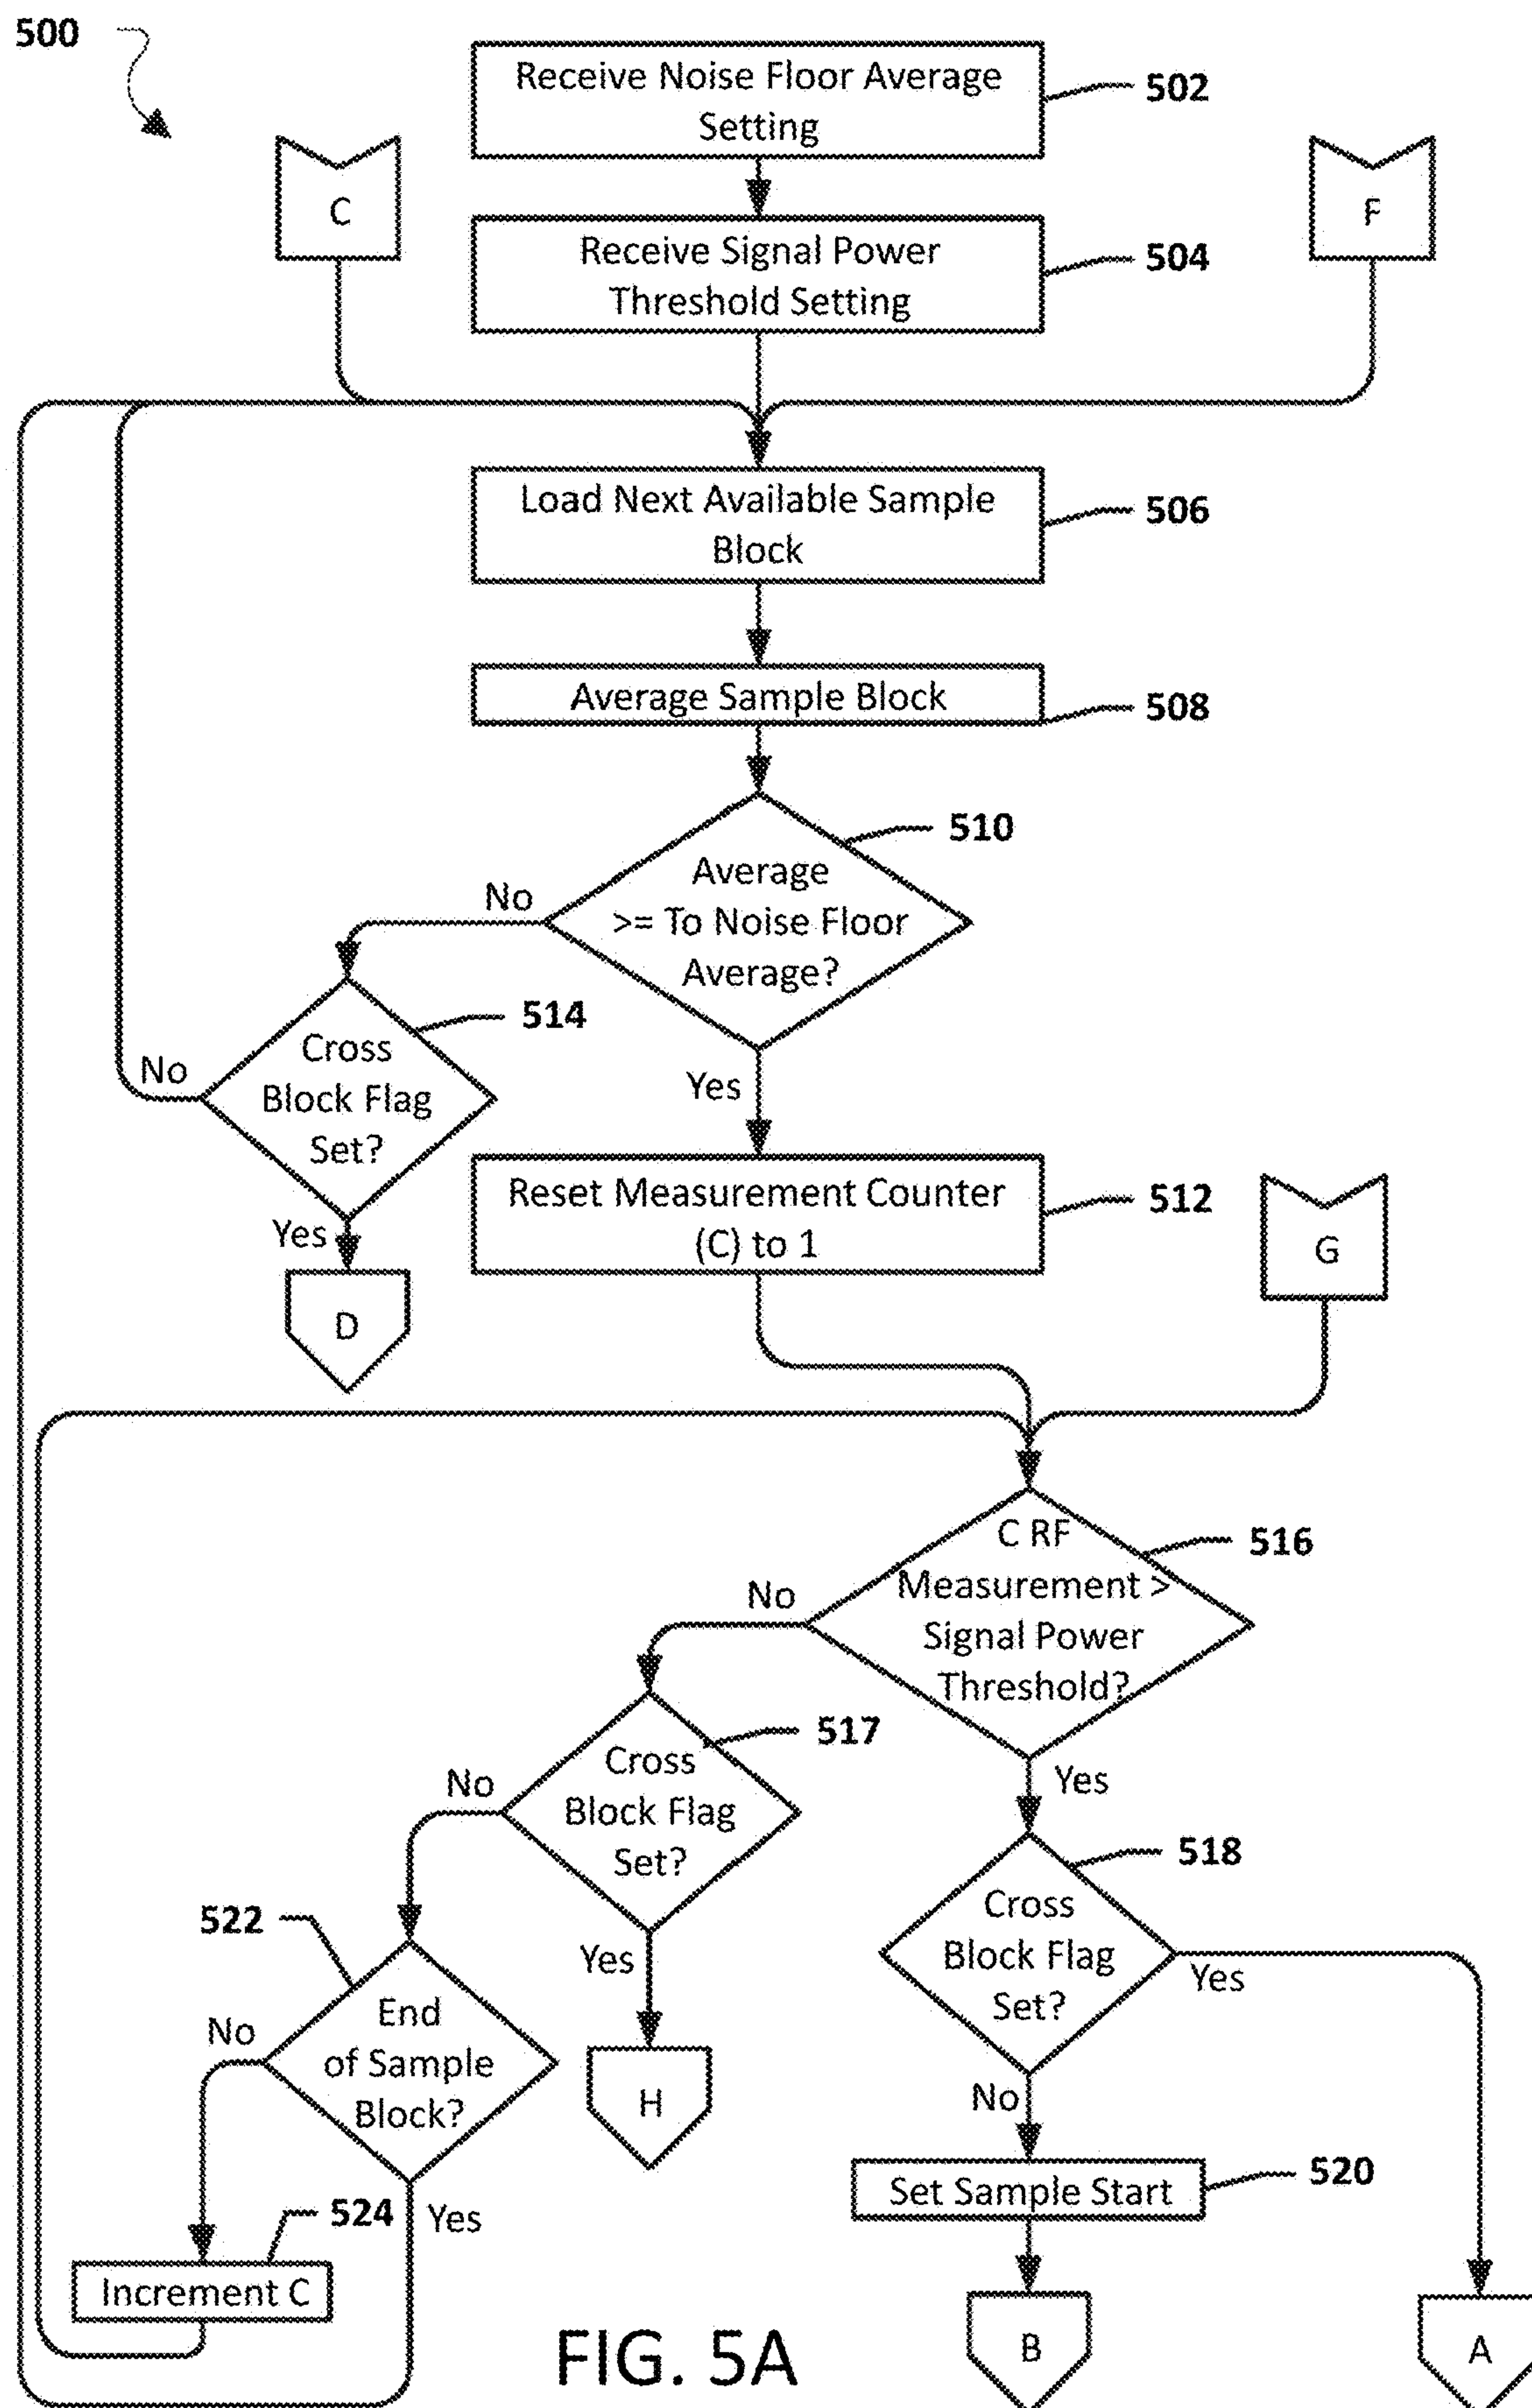 500
Receive Noise Floor Average
Setting
502
C
F
Receive Signal Power
Threshold Setting
504
Load Next Available Sample
Block
506
Average Sample Block
508
510
Average
>= To Noise Floor
Average?
No
514
Cross
Block Flag
Set?
No
Yes
Yes
D
Reset Measurement Counter
(C) to 1
512
G
C RF
Measurement >
Signal Power
Threshold?
516
No
Yes
517
Cross
Block Flag
Set?
No
Yes
H
518
Cross
Block Flag
Set?
Yes
No
522
End
of Sample
Block?
No
Yes
Set Sample Start
520
524
Increment C
B
A
FIG. 5A